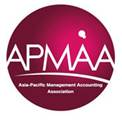 APMAA
Asia-Pacific Management Accounting
Association